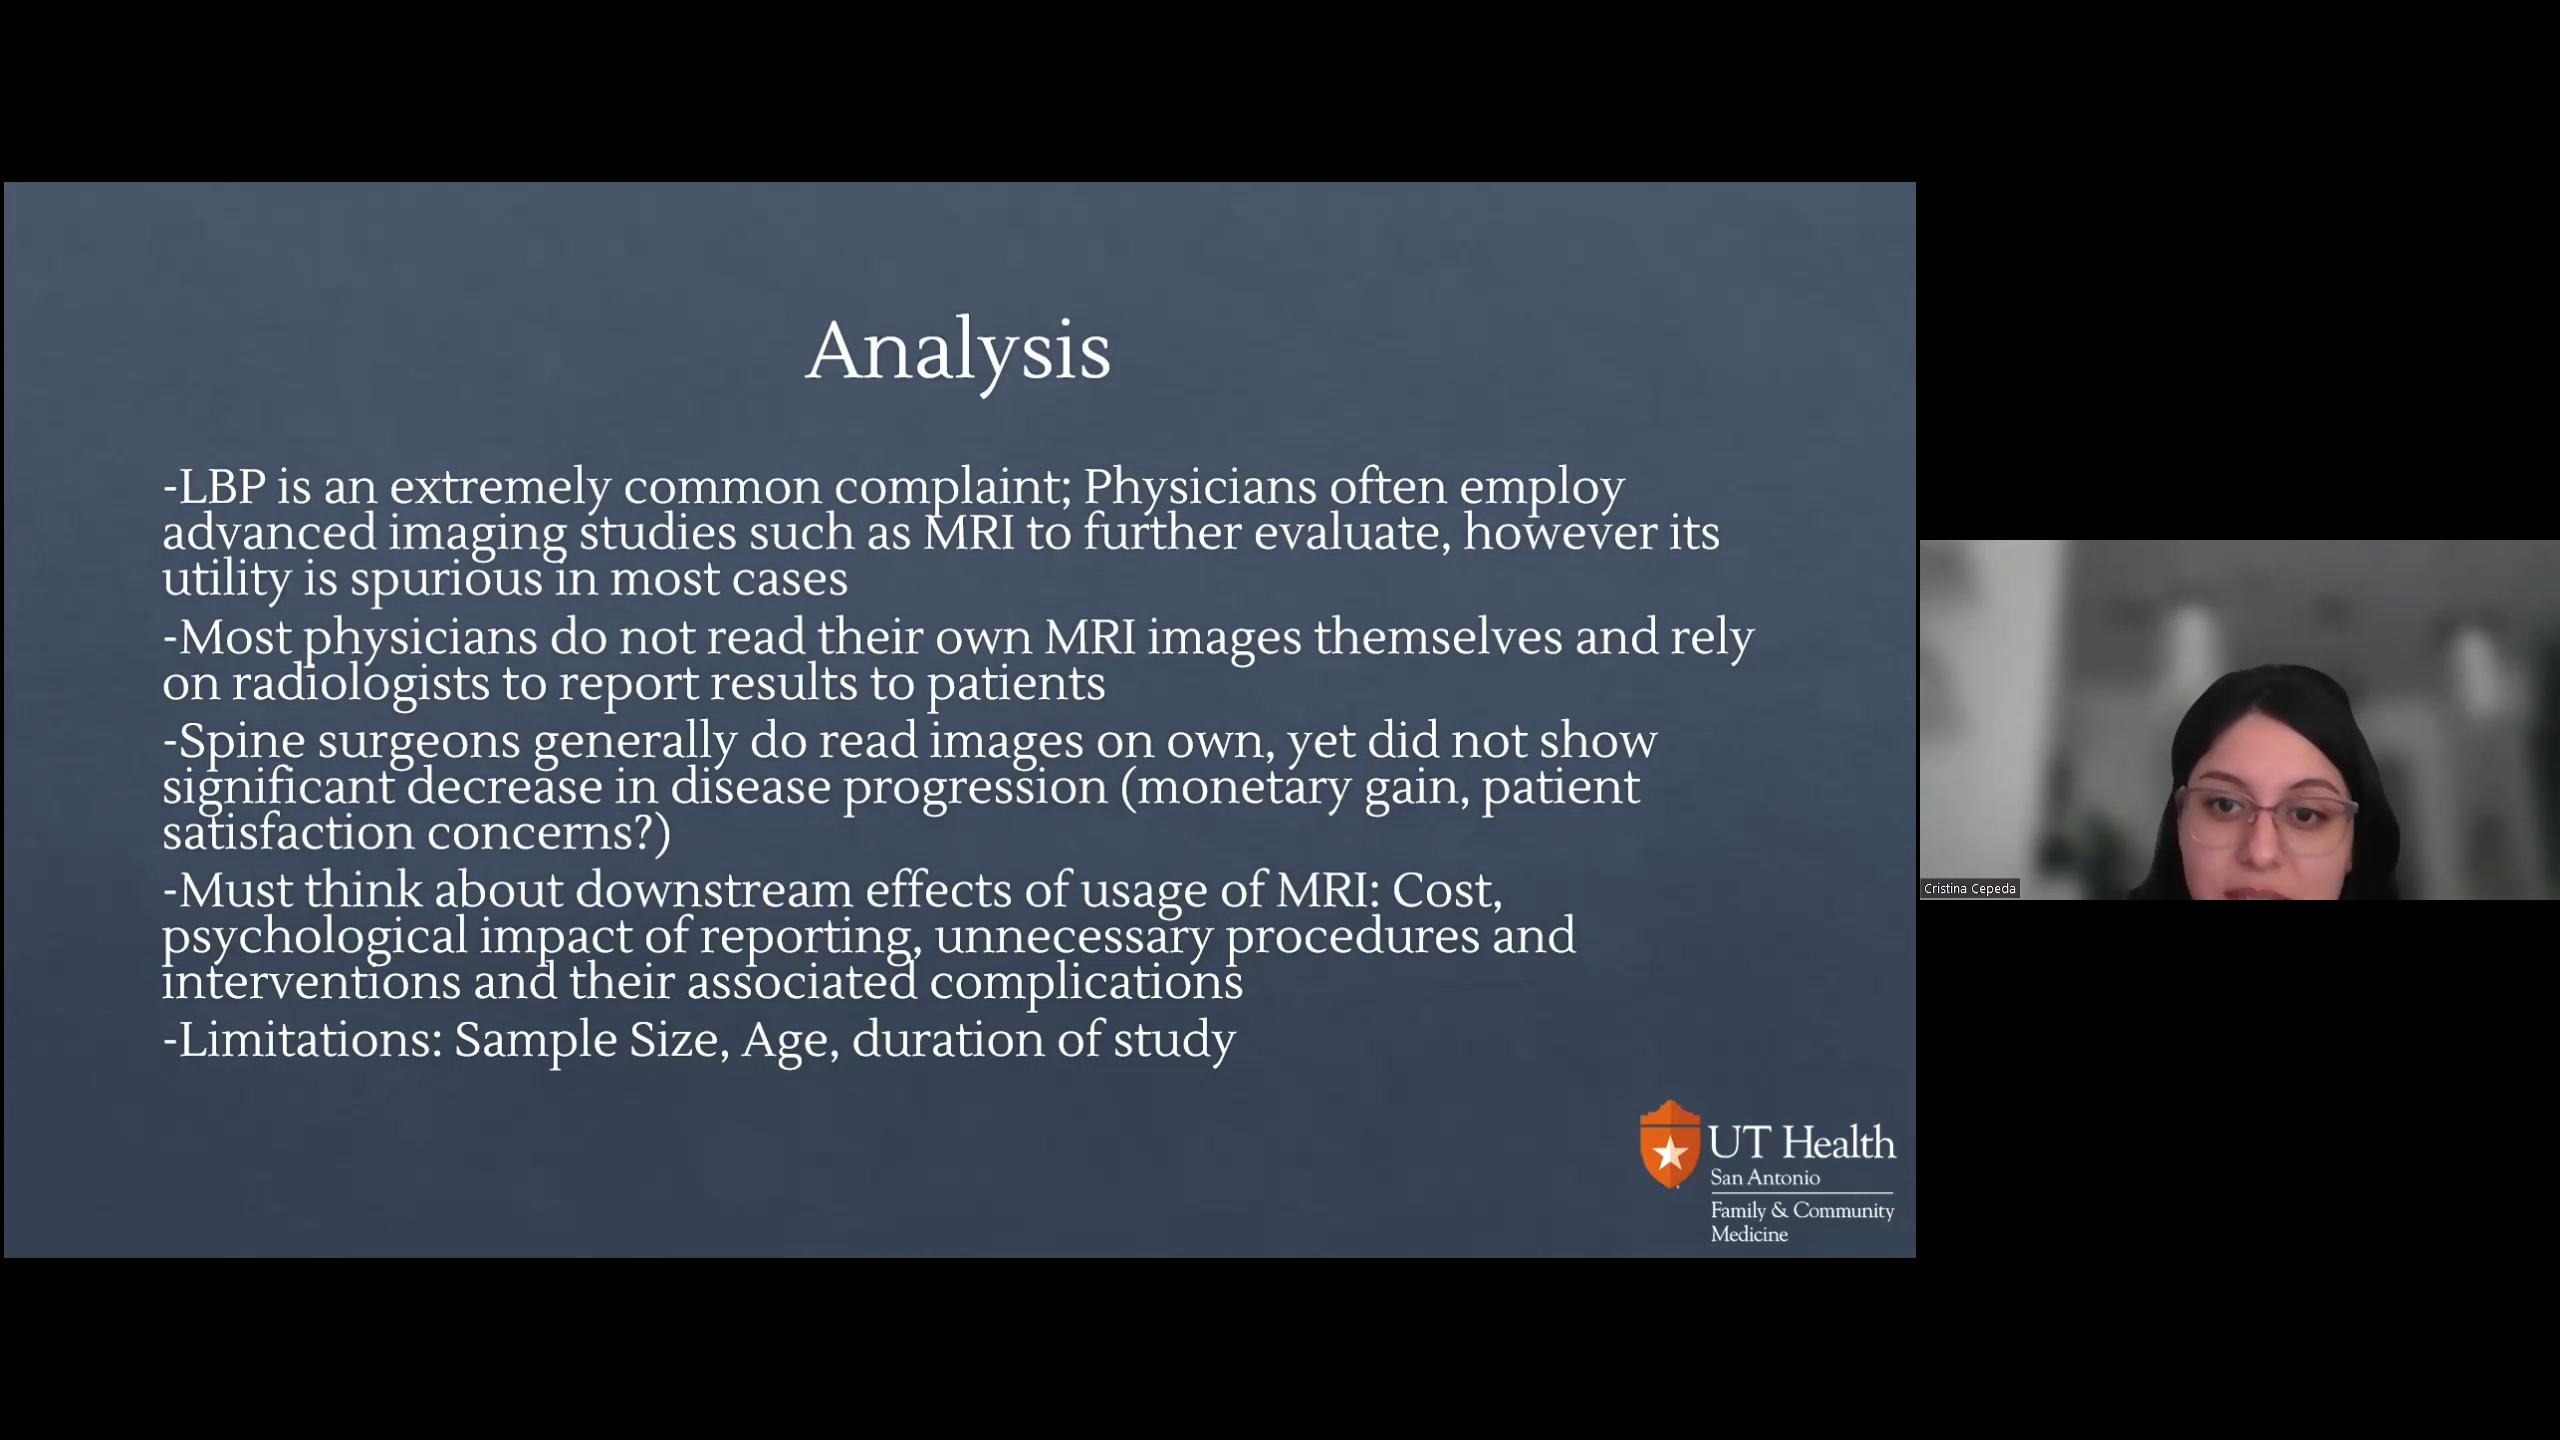 Analysis
-LBP is an extremely common complaint; Physicians often employ
advanced imaging studies such as MRI to further evaluate, however its
utility is spurious in most cases
-Most physicians do not read their own MRI images themselves and rely
on radiologists to report results to patients
-Spine surgeons generally do read images on own, yet did not show
significant decrease in disease progression (monetary gain, patient
satisfaction concerns?)
-Must think about downstream effects of usage of MRI: Cost,
psychological impact of reporting, unnecessary procedures and
interventions and their associated complications
-Limitations: Sample Size, Age, duration of study
UT Health
San Antonio
Family & Community
Medicine
Cristina Cepeda